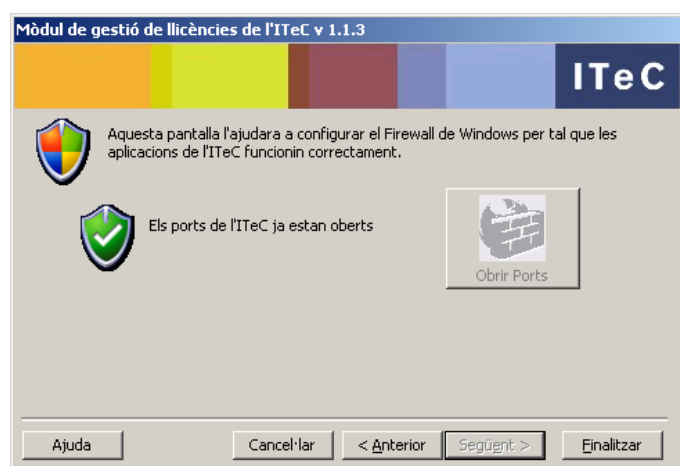 Mòdul de gestió de llicències de l'ITeC v 1.1.3
ITeC
Aquesta pantalla l'ajudara a configurar el Firewall de Windows per tal que les
aplicacions de l'ITeC funcionin correctament.
Els ports de l'ITeC ja estan oberts
Obrir Ports
Ajuda
Cancel·lar
< Anterior
Següent >
Finalitzar